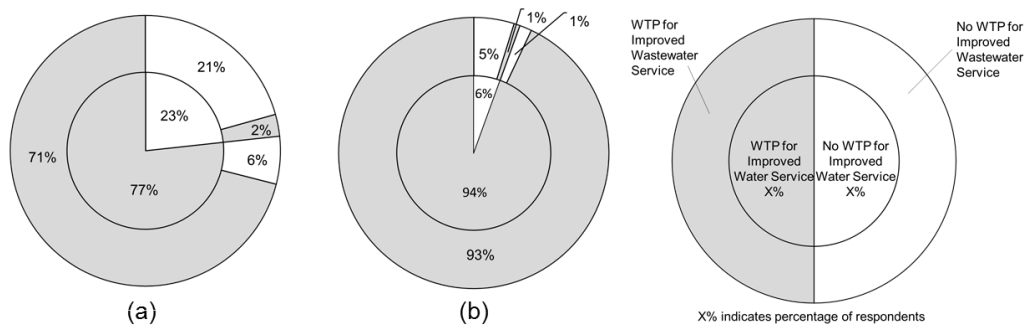 21%
23%
2%
6%
71%
77%
(a)
1%
1%
5%
6%
94%
93%
(b)
WTP for
Improved
Wastewater
Service
No WTP for
Improved
Wastewater
Service
WTP for
Improved
Water Service
X%
No WTP for
Improved
Water Service
X%
X% indicates percentage of respondents